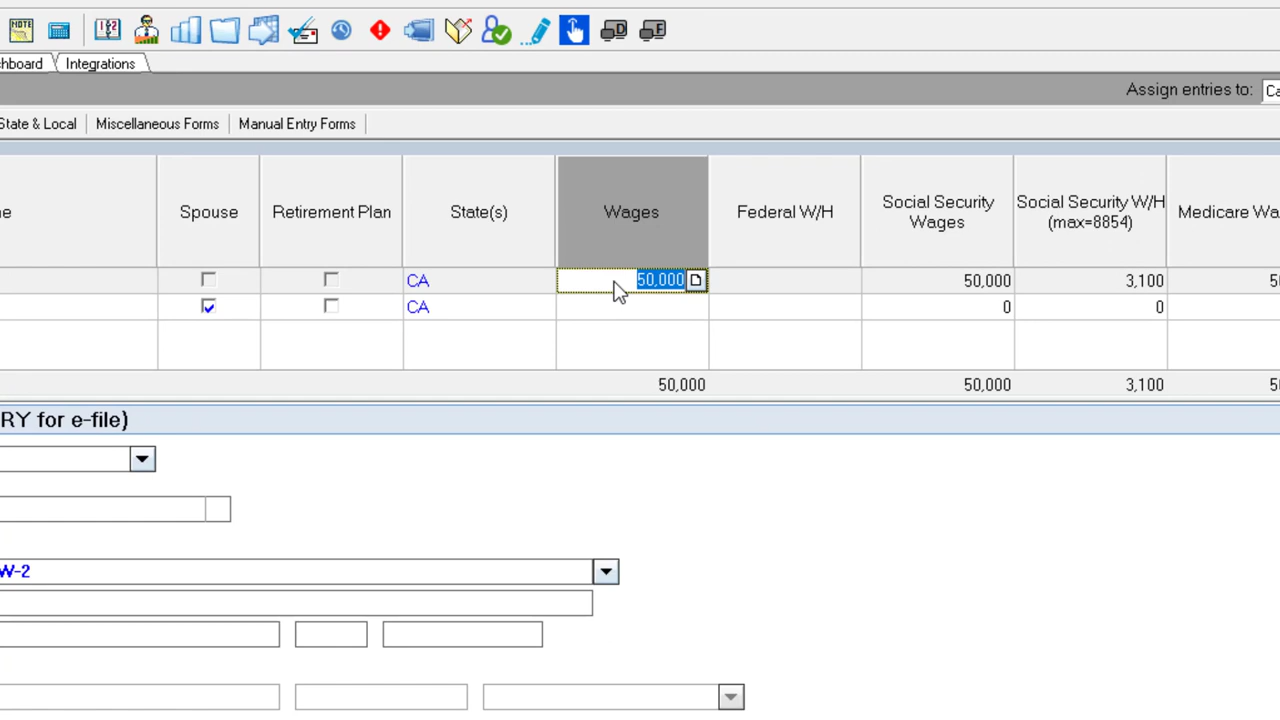 NOTE
D F
hboard Integrations
Assign entries to: Ca
State & Local Miscellaneous Forms Manual Entry Forms
e Spouse Retirement Plan State(s) Wages Federal W/H Social Security Wages Social Security W/H (max=8854) Medicare Wa
CA 50,000 50,000 3,100 50
CA 0 0
50,000 50,000 3,100 50
RY for e-file)
W-2